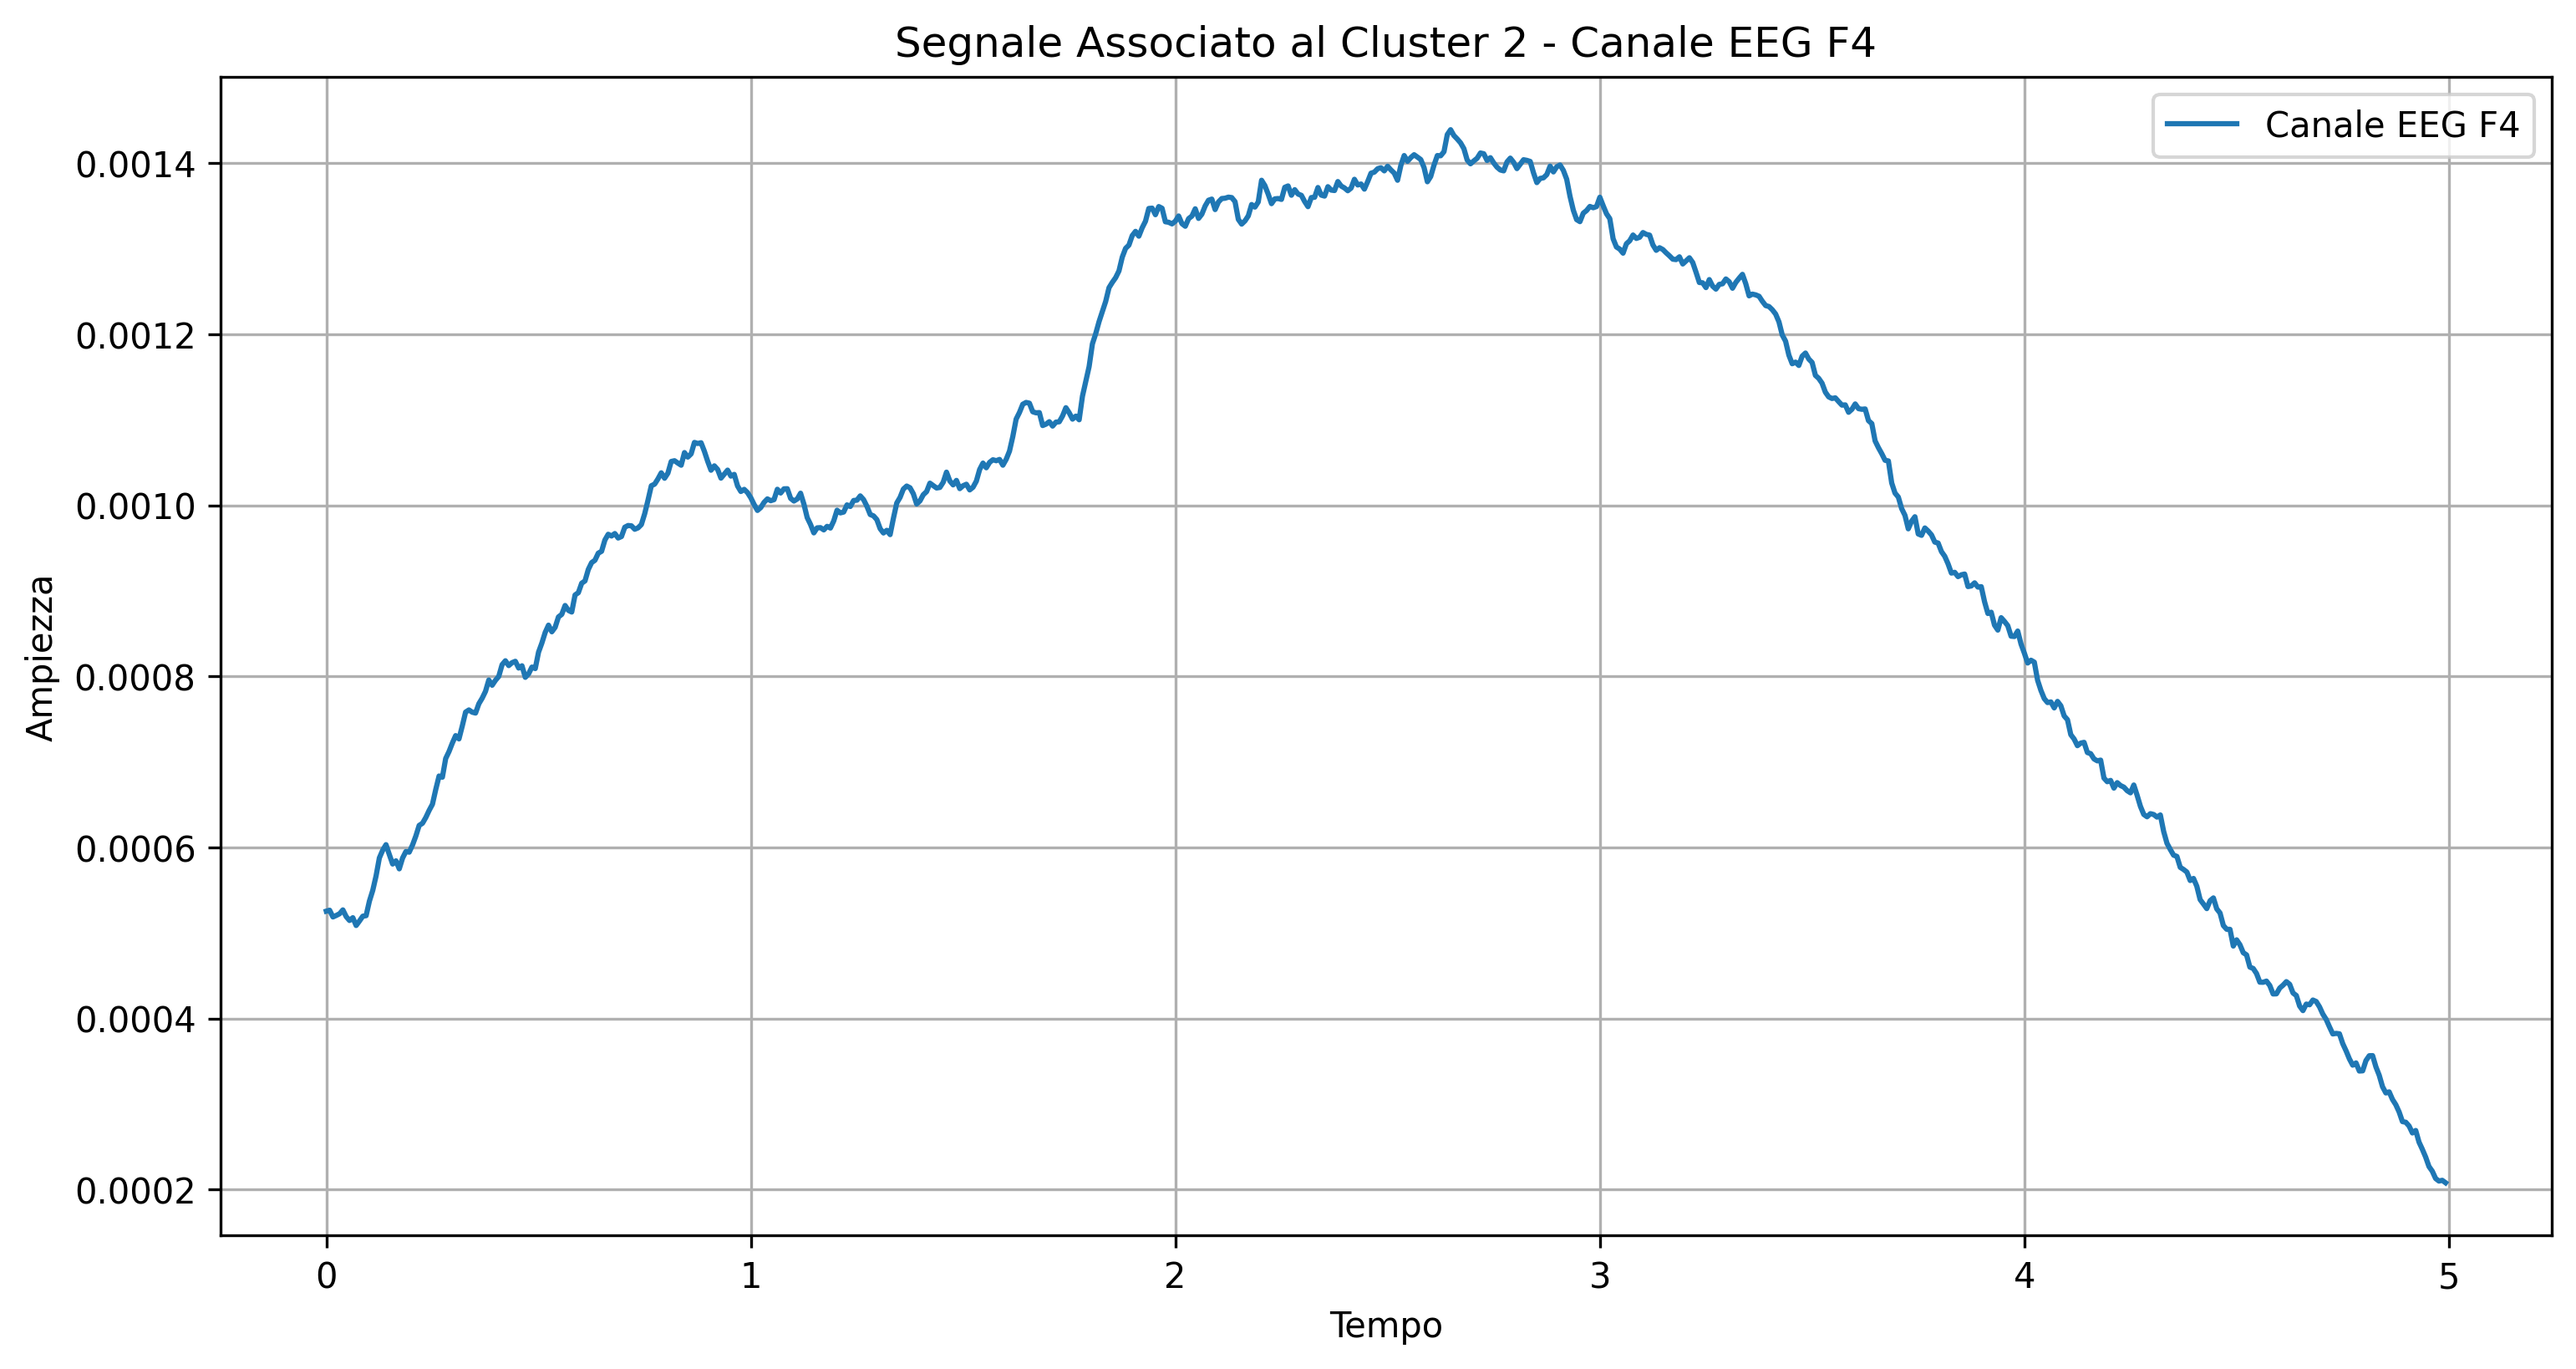 Segnale Associato al Cluster 2 - Canale EEG F4
Canale EEG F4
0.0014
0.0012
0.0010
0.0008
0.0006
0.0004
0.0002
Ampiezza
0 1 2 3 4 5
Tempo